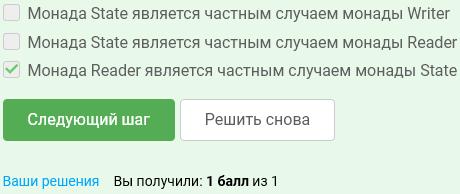 Монада State является частным случаем монады Writer
Монада State является частным случаем монады Reader
Монада Reader является частным случаем монады State
Следующий шаг
Решить снова
Ваши решения Вы получили: 1 балл из 1